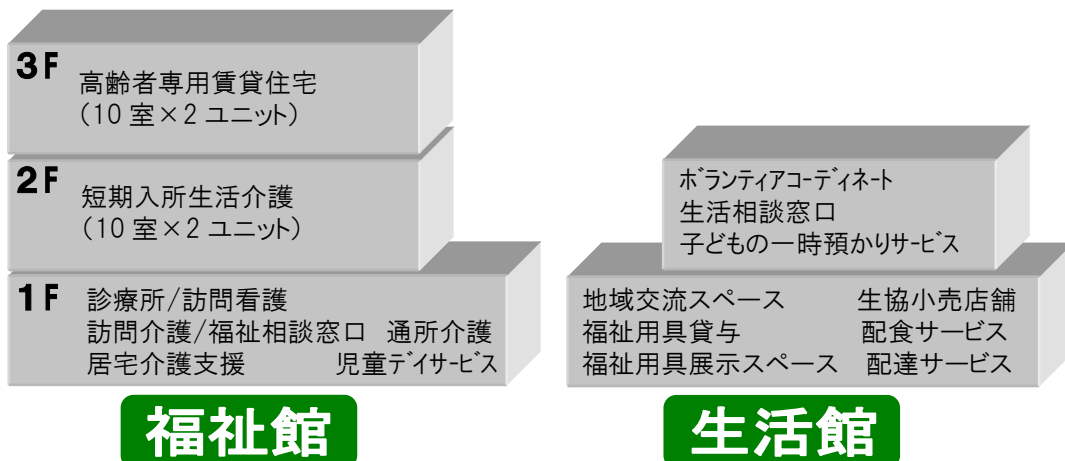 3F
高齢者専用賃貸住宅
(10 室×2 ユニット)
2F
短期入所生活介護
(10 室×2 ユニット)
1F
診療所/訪問看護
訪問介護/福祉相談窓口 通所介護
居宅介護支援 児童ﾃﾞｲｻｰﾋﾞｽ
福祉館
ﾎﾞﾗﾝﾃｨｱｺｰﾃﾞｨﾈｰﾄ
生活相談窓口
子どもの一時預かりｻｰﾋﾞｽ
地域交流スペース 生協小売店舗
福祉用具貸与 配食サービス
福祉用具展示スペース 配達サービス
生活館